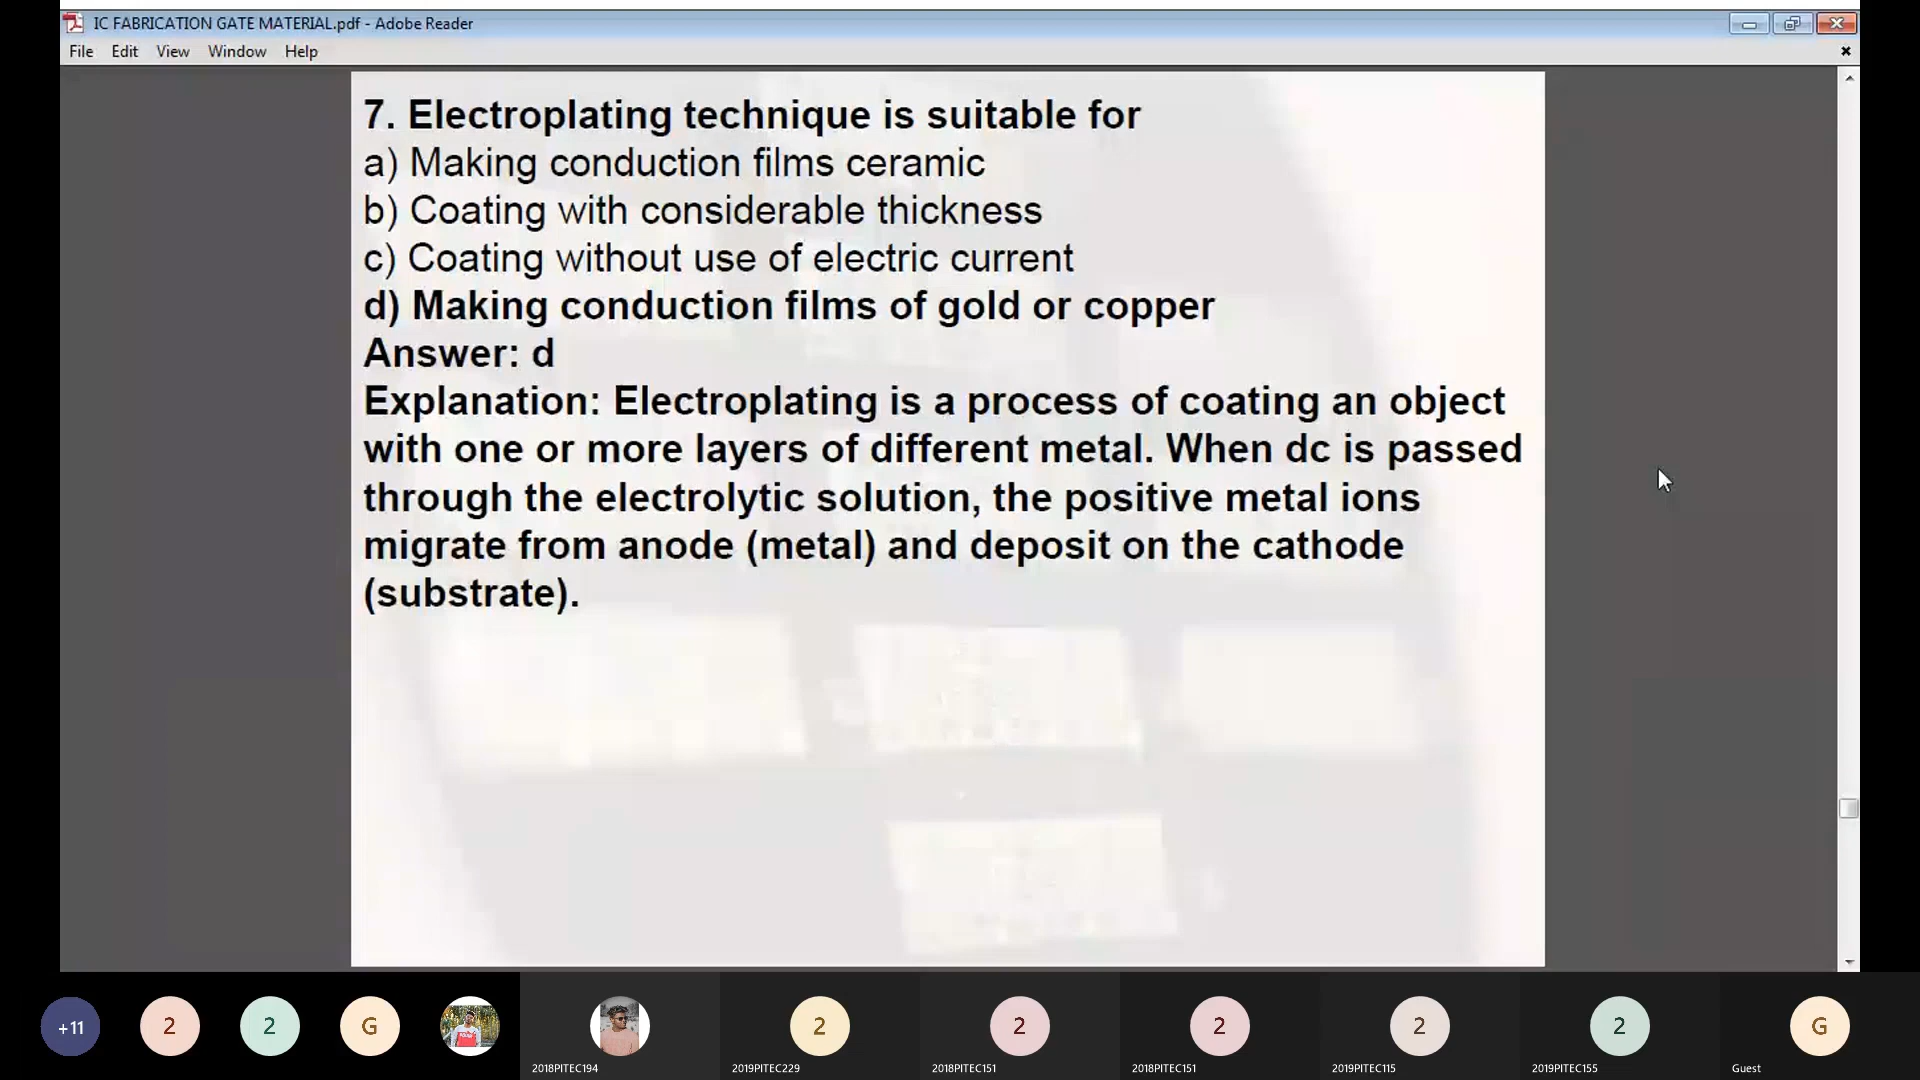 IC FABRICATION GATE MATERIAL.pdf - Adobe Reader
File Edit View Window Help
7. Electroplating technique is suitable for
a) Making conduction films ceramic
b) Coating with considerable thickness
c) Coating without use of electric current
d) Making conduction films of gold or copper
Answer: d
Explanation: Electroplating is a process of coating an object
with one or more layers of different metal. When dc is passed
through the electrolytic solution, the positive metal ions
migrate from anode (metal) and deposit on the cathode
(substrate).
+11 2 2 G 2 2 2 2 2 G
2018PITEC194 2019PITEC229 2018PITEC151 2018PITEC151 2019PITEC115 2019PITEC155 Guest